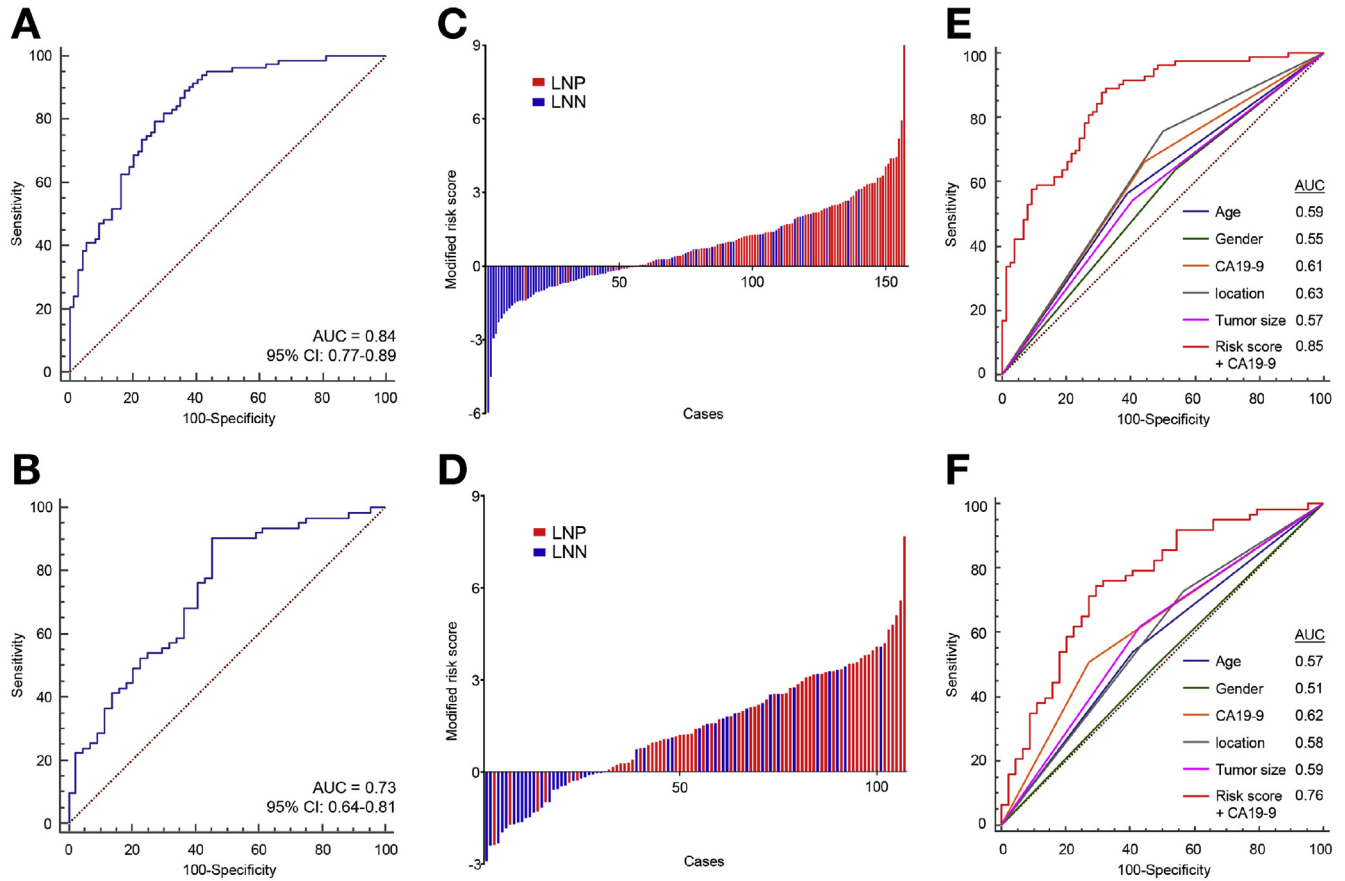 A
100
80
60
40
20
0
Sensitivity
0 20 40 60 80 100
100-Specificity
AUC = 0.84
95% CI: 0.77-0.89
C
9
6
3
0
-3
-6
Modified risk score
LNP
LNN
50 100 150
Cases
E
100
80
60
40
20
0
Sensitivity
0 20 40 60 80 100
100-Specificity
AUC
Age 0.59
Gender 0.55
CA19-9 0.61
location 0.63
Tumor size 0.57
Risk score 0.85
+ CA19-9
B
100
80
60
40
20
0
Sensitivity
0 20 40 60 80 100
100-Specificity
AUC = 0.73
95% CI: 0.64-0.81
D
9
6
3
0
-3
Modified risk score
LNP
LNN
50 100
Cases
F
100
80
60
40
20
0
Sensitivity
0 20 40 60 80 100
100-Specificity
AUC
Age 0.57
Gender 0.51
CA19-9 0.62
location 0.58
Tumor size 0.59
Risk score 0.76
+ CA19-9